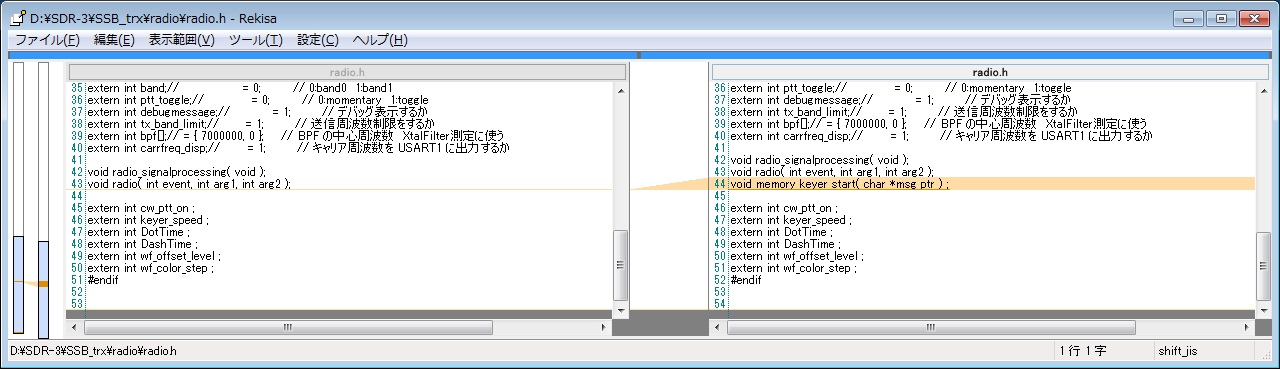 D:¥SDR-3¥SSB_trx¥radio¥radio.h - Rekisa
ファイル(F) 編集(E) 表示範囲(V) ツール(T) 設定(C) ヘルプ(H)
radio.h
35 extern int band;// = 0; // 0:band0 1:band1
36 extern int ptt_toggle;// = 0; // 0:momentary 1:toggle
37 extern int debugmessage;// = 1; // デバッグ表示するか
38 extern int tx_band_limit;// = 1; // 送信周波数制限をするか
39 extern int bpf[];// = { 7000000, 0 }; // BPF の中心周波数 XtalFilter測定に使う
40 extern int carrfreq_disp;// = 1; // キャリア周波数を USART1 に出力するか
41
42 void radio_signalprocessing( void );
43 void radio( int event, int arg1, int arg2 );
44
45 extern int cw_ptt_on ;
46 extern int keyer_speed ;
47 extern int DotTime ;
48 extern int DashTime ;
49 extern int wf_offset_level ;
50 extern int wf_color_step ;
51 #endif
52
53
radio.h
36 extern int ptt_toggle;// = 0; // 0:momentary 1:toggle
37 extern int debugmessage;// = 1; // デバッグ表示するか
38 extern int tx_band_limit;// = 1; // 送信周波数制限をするか
39 extern int bpf[];// = { 7000000, 0 }; // BPF の中心周波数 XtalFilter測定に使う
40 extern int carrfreq_disp;// = 1; // キャリア周波数を USART1 に出力するか
41
42 void radio_signalprocessing( void );
43 void radio( int event, int arg1, int arg2 );
44 void memory_keyer_start( char *msg_ptr ) ;
45
46 extern int cw_ptt_on ;
47 extern int keyer_speed ;
48 extern int DotTime ;
49 extern int DashTime ;
50 extern int wf_offset_level ;
51 extern int wf_color_step ;
52 #endif
53
54
D:¥SDR-3¥SSB_trx¥radio¥radio.h 1 行 1 字 shift_jis